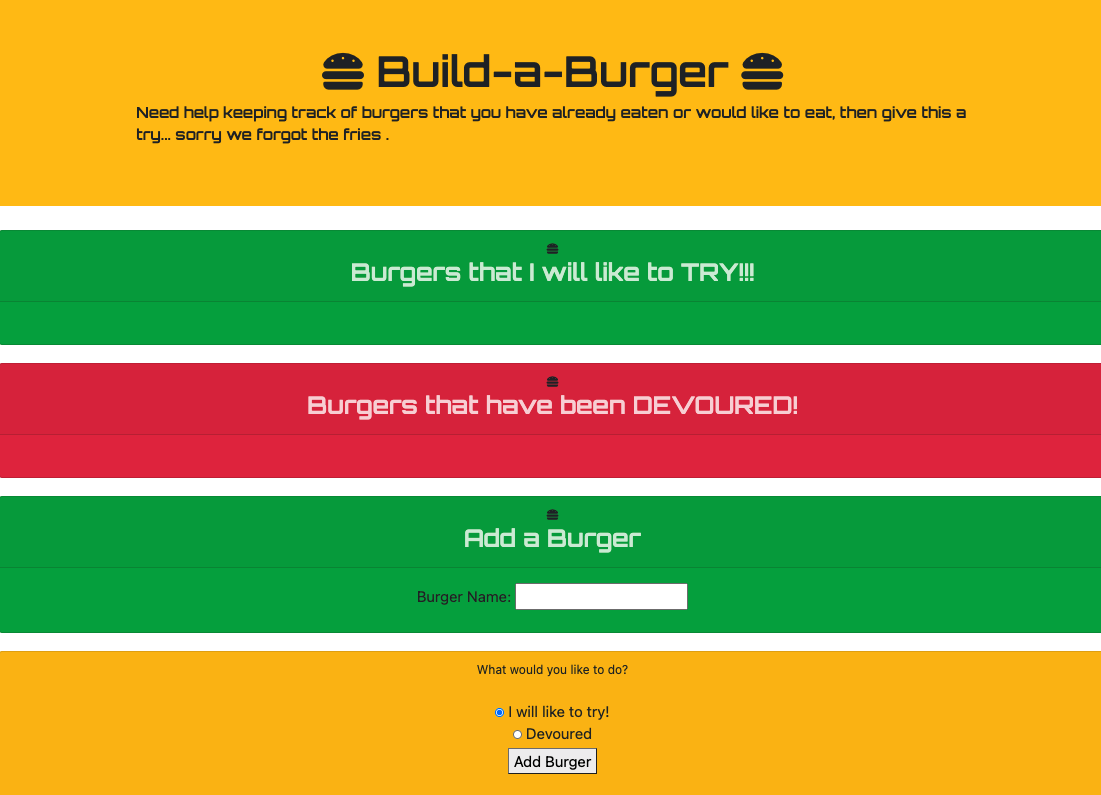 Build-a-Burger
Need help keeping track of burgers that you have already eaten or would like to eat, then give this a
try... sorry we forgot the fries .
Burgers that I will like to TRY!!!
Burgers that have been DEVOURED!
Add a Burger
Burger Name:
What would you like to do?
I will like to try!
Devoured
Add Burger